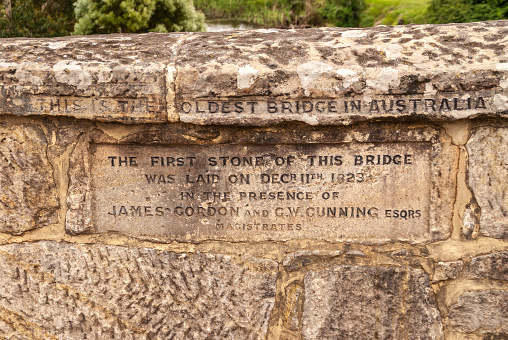 THIS IS THE OLDEST BRIDGE IN AUSTRALIA
THE FIRST STONE OF THIS BRIDGE
WAS LAID ON DECR 11TH, 1823
IN THE PRESENCE OF
JAMES GORDON AND G.W. GUNNING ESQRS
MAGISTRATES